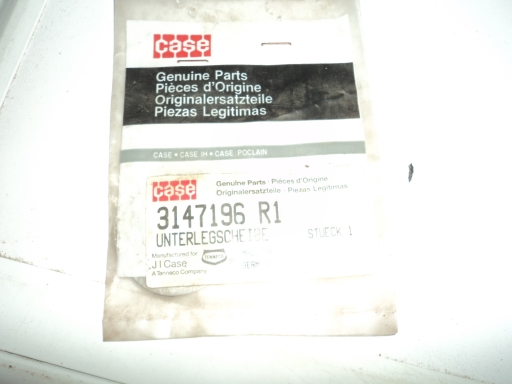 CASE
Genuine Parts
Pièces d'Origine
Originalersatzteile
Piezas Legitimas
CASE • CASE IH • CASE POCLAIN
CASE
Genuine Parts - Pièces d'Origine
Originalersatzteile - Piezas Legitimas
3147196 R1
UNTERLEGSCHEIBE STUECK 1
Manufactured for
J I Case
A Tenneco Company